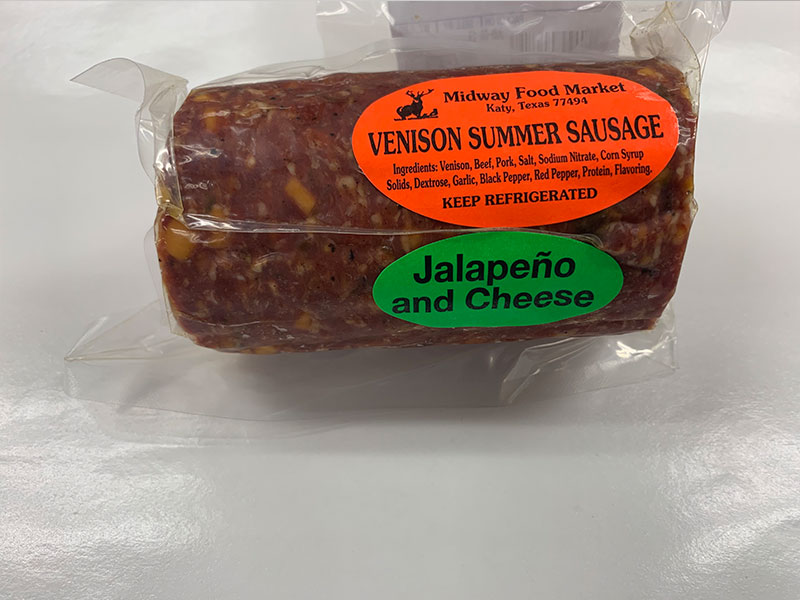 Midway Food Market
Katy, Texas 77494
VENISON SUMMER SAUSAGE
Ingredients: Venison, Beef, Pork, Salt, Sodium Nitrate, Corn Syrup
Solids, Dextrose, Garlic, Black Pepper, Red Pepper, Protein, Flavoring.
KEEP REFRIGERATED
Jalapeño
and Cheese